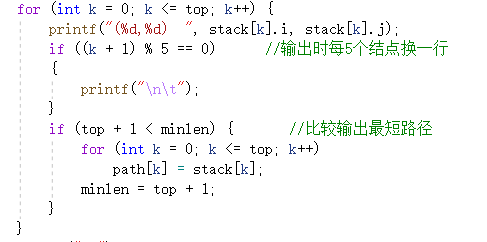 for (int k = 0; k <= top; k++) {
    printf("(%d,%d)  ", stack[k].i, stack[k].j);
    if ((k + 1) % 5 == 0)      //输出时每5个结点换一行
    {
        printf("\n\t");
    }
    if (top + 1 < minlen) {      //比较输出最短路径
        for (int k = 0; k <= top; k++)
            path[k] = stack[k];
        minlen = top + 1;
    }
}